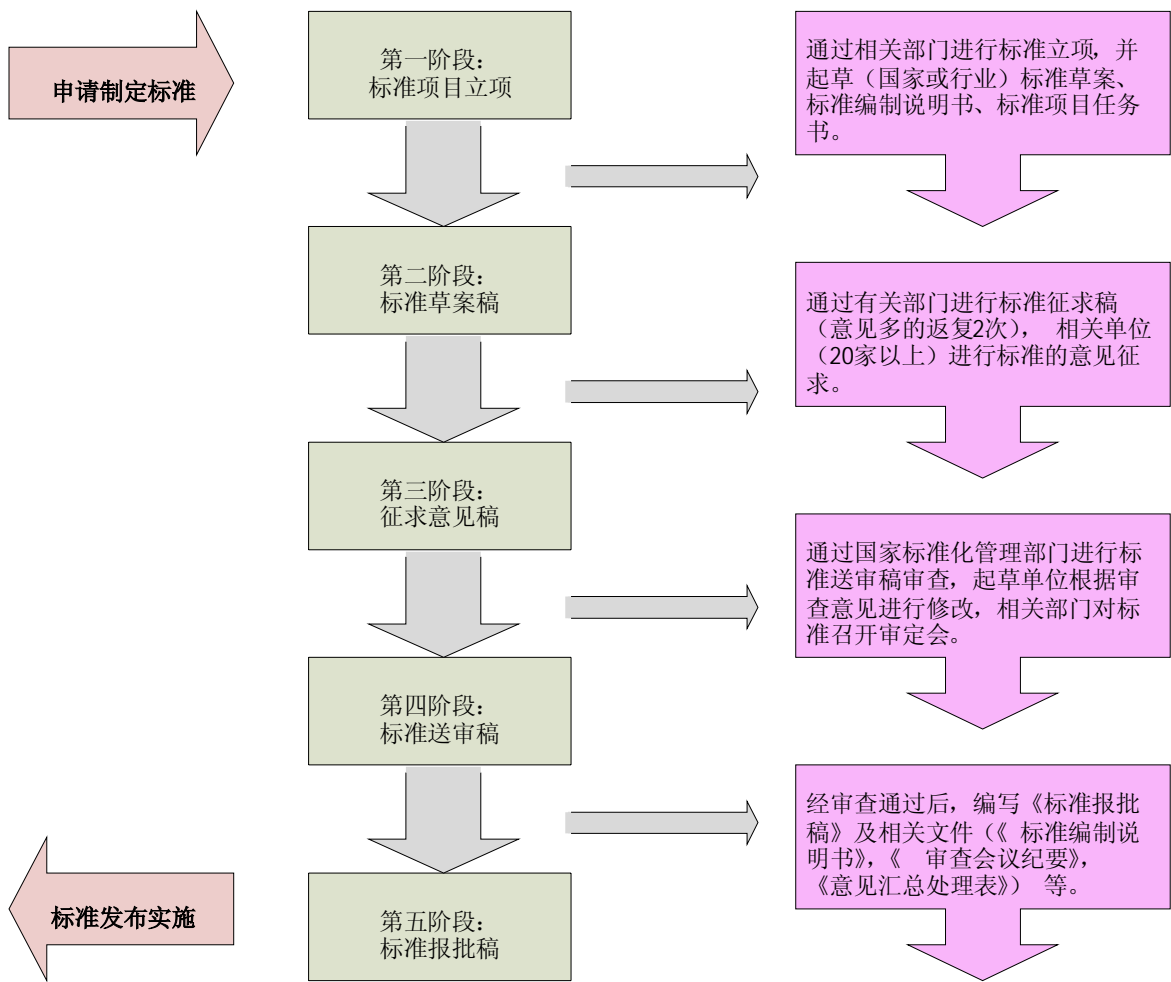 申请制定标准
第一阶段：
标准项目立项
通过相关部门进行标准立项，并
起草（国家或行业）标准草案、
标准编制说明书、标准项目任务
书。
第二阶段：
标准草案稿
通过有关部门进行标准征求稿
（意见多的返复2次）， 相关单位
（20家以上）进行标准的意见征
求。
第三阶段：
征求意见稿
通过国家标准化管理部门进行标
准送审稿审查，起草单位根据审
查意见进行修改，相关部门对标
准召开审定会。
第四阶段：
标准送审稿
经审查通过后，编写《标准报批
稿》及相关文件（《 标准编制说
明书》，《 审查会议纪要》，
《意见汇总处理表》） 等。
第五阶段：
标准报批稿
标准发布实施